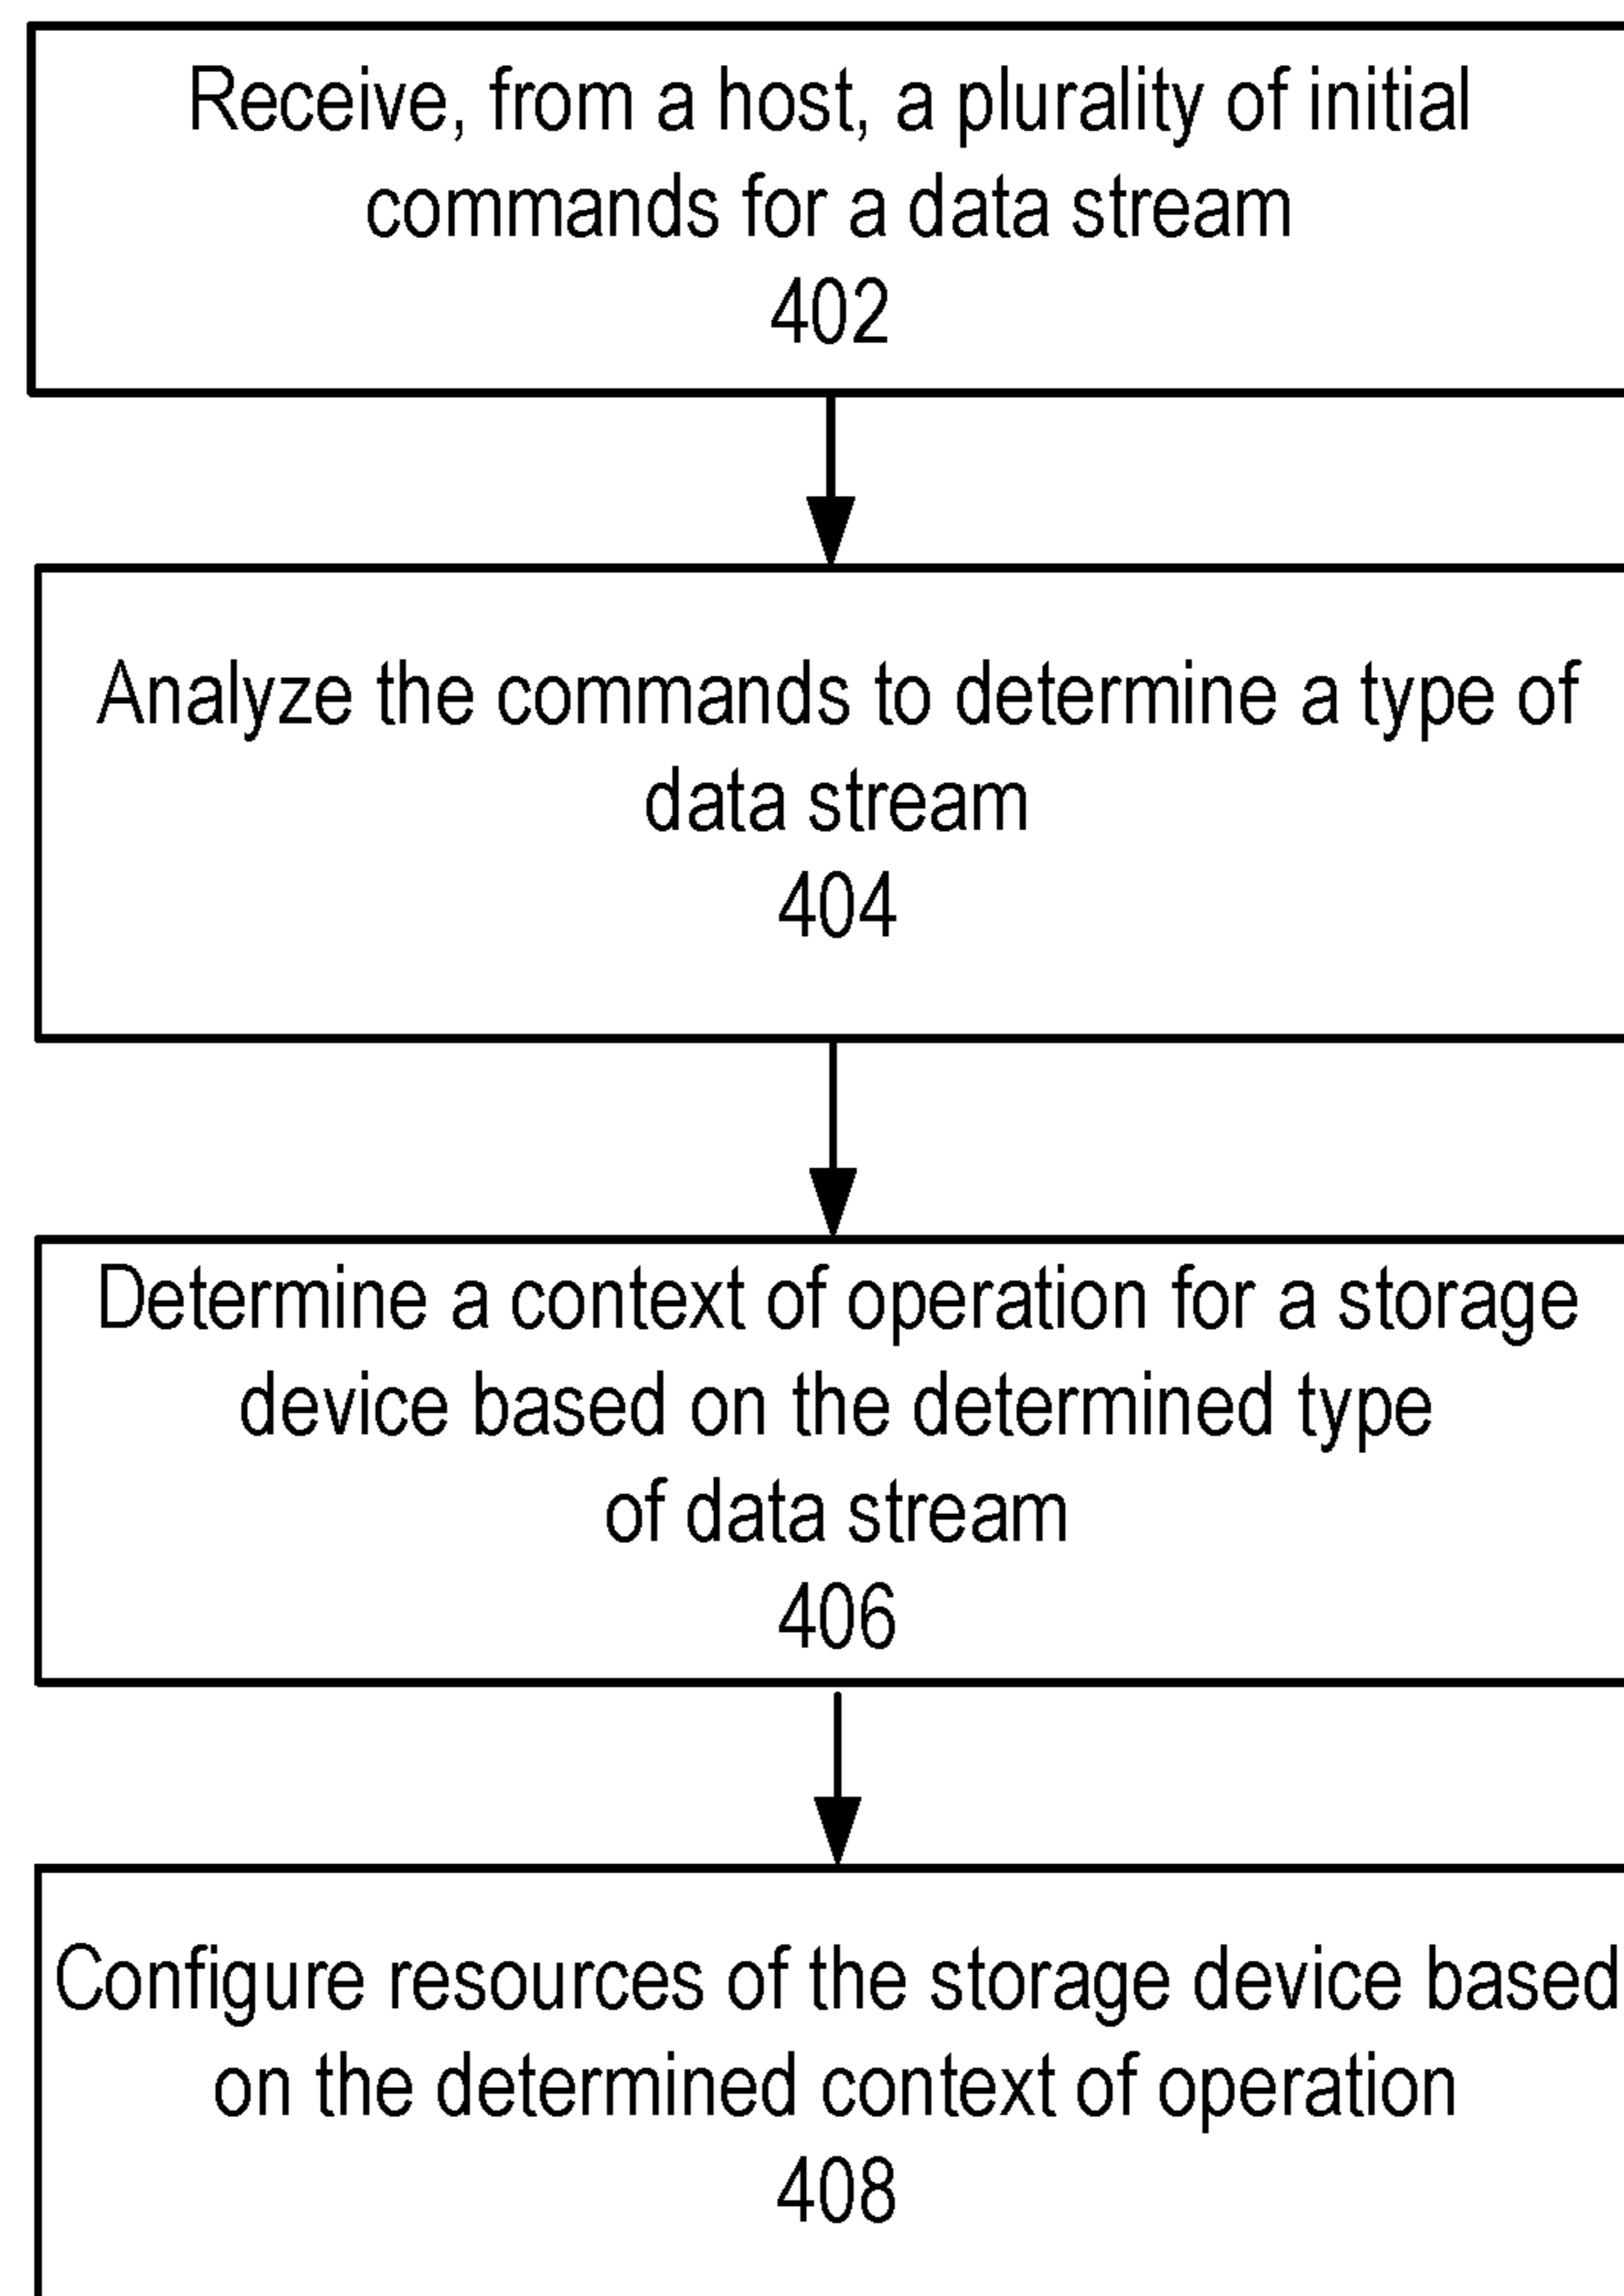 Receive, from a host, a plurality of initial
commands for a data stream
402
Analyze the commands to determine a type of
data stream
404
Determine a context of operation for a storage
device based on the determined type
of data stream
406
Configure resources of the storage device based
on the determined context of operation
408